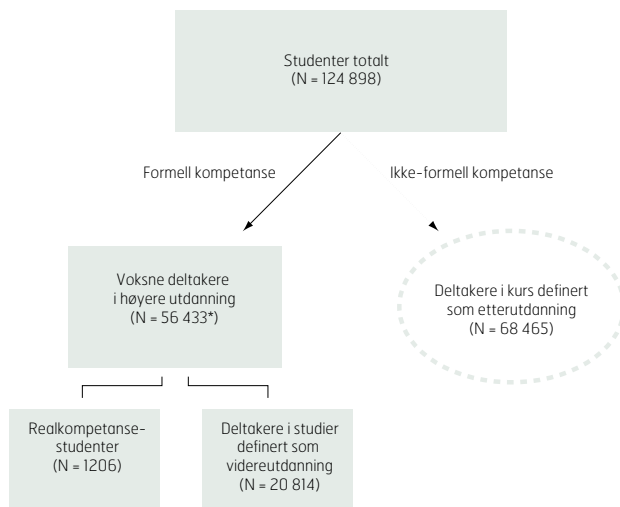 Studenter totalt
(N = 124 898)
Formell kompetanse
Ikke-formell kompetanse
Voksne deltakere
i høyere utdanning
(N = 56 433*)
Deltakere i kurs definert
som etterutdanning
(N = 68 465)
Realkompetanse-
studenter
(N = 1206)
Deltakere i studier
definert som
videreutdanning
(N = 20 814)